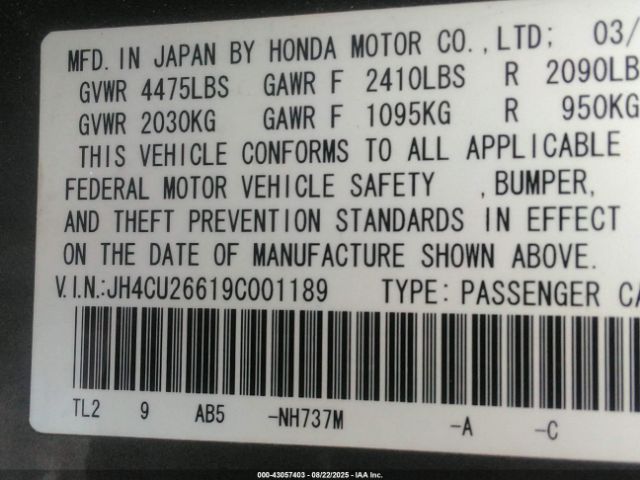 MFD. IN JAPAN BY HONDA MOTOR CO., LTD; 03/
GVWR 4475LBS GAWR F 2410LBS R 2090LB
GVWR 2030KG GAWR F 1095KG R 950KG
THIS VEHICLE CONFORMS TO ALL APPLICABLE
FEDERAL MOTOR VEHICLE SAFETY , BUMPER,
AND THEFT PREVENTION STANDARDS IN EFFECT
ON THE DATE OF MANUFACTURE SHOWN ABOVE.
V.I.N.:JH4CU26619C001189 TYPE: PASSENGER CA
TL2 9 AB5 -NH737M -A -C
000-43057403 - 08/22/2025 - IAA Inc.